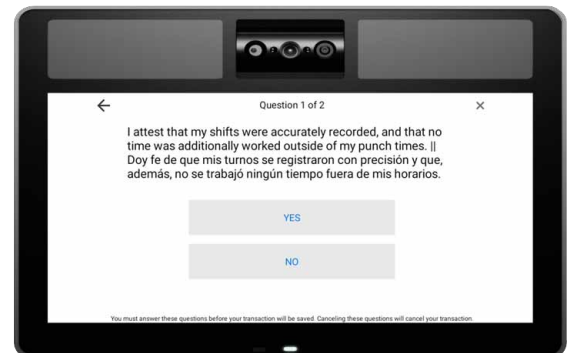 Question 1 of 2
I attest that my shifts were accurately recorded, and that no
time was additionally worked outside of my punch times. ||
Doy fe de que mis turnos se registraron con precisión y que,
además, no se trabajó ningún tiempo fuera de mis horarios.
YES
NO
You must answer these questions before your transaction will be saved. Canceling these questions will cancel your transaction.